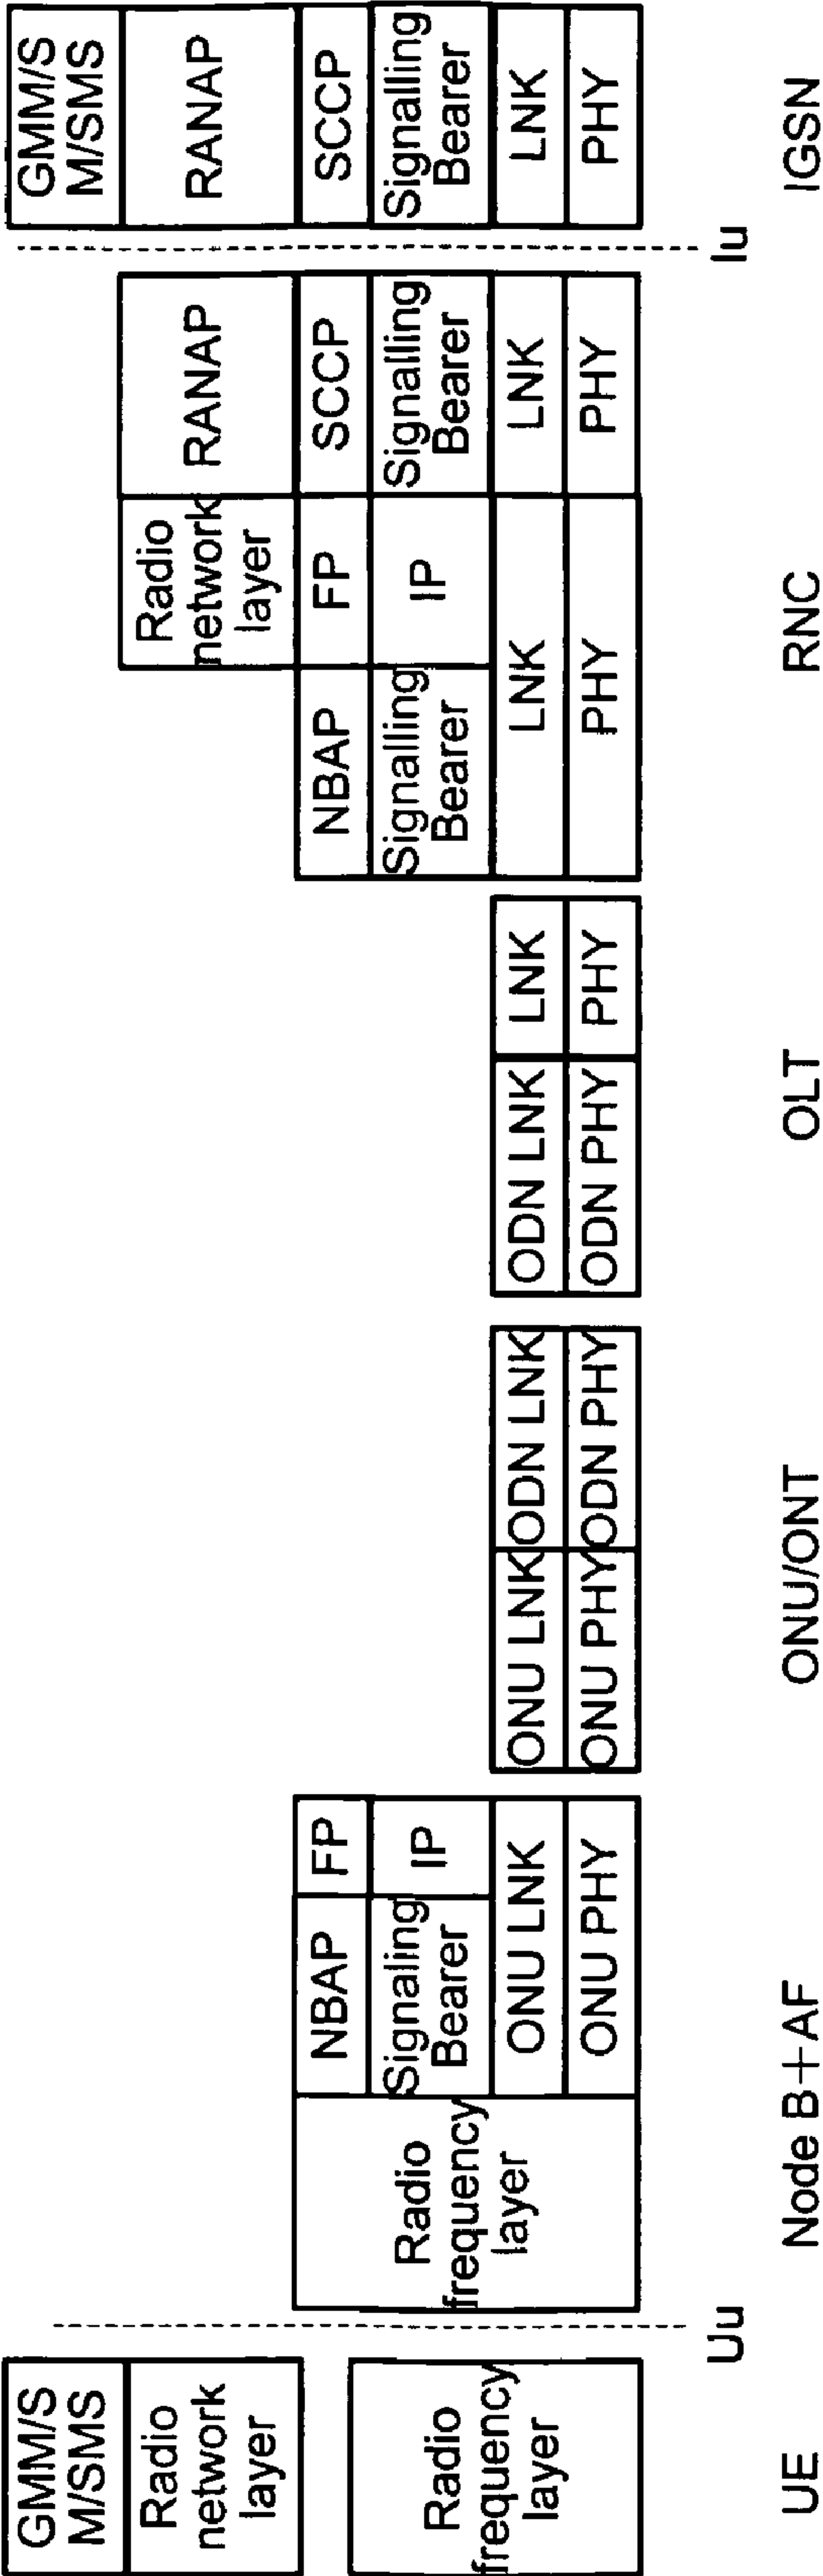 GMM/S
M/SMS
Radio
network
layer
Radio
frequency
layer
UE
Uu
Radio
frequency
layer
NBAP
FP
Signaling
Bearer
IP
ONU LNK
ONU PHY
Node B+AF
ONU LNK
ODN LNK
ONU PHY
ODN PHY
ONU/ONT
ODN LNK
LNK
ODN PHY
PHY
OLT
Radio
network
layer
RANAP
NBAP
FP
SCCP
Signalling
Bearer
IP
Signalling
Bearer
LNK
LNK
PHY
PHY
RNC
Iu
GMM/S
M/SMS
RANAP
SCCP
Signalling
Bearer
LNK
PHY
IGSN